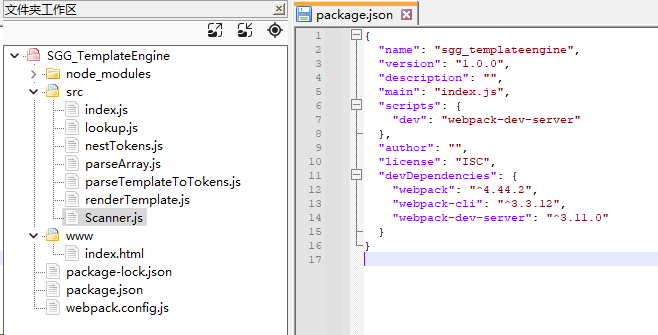 文件夹工作区
SGG_TemplateEngine
node_modules
src
index.js
lookup.js
nestTokens.js
parseArray.js
parseTemplateToTokens.js
renderTemplate.js
Scanner.js
www
index.html
package-lock.json
package.json
webpack.config.js
package.json
1 {
2 "name": "sgg_templateengine",
3 "version": "1.0.0",
4 "description": "",
5 "main": "index.js",
6 "scripts": {
7 "dev": "webpack-dev-server"
8 },
9 "author": "",
10 "license": "ISC",
11 "devDependencies": {
12 "webpack": "^4.44.2",
13 "webpack-cli": "^3.3.12",
14 "webpack-dev-server": "^3.11.0"
15 }
16 }
17